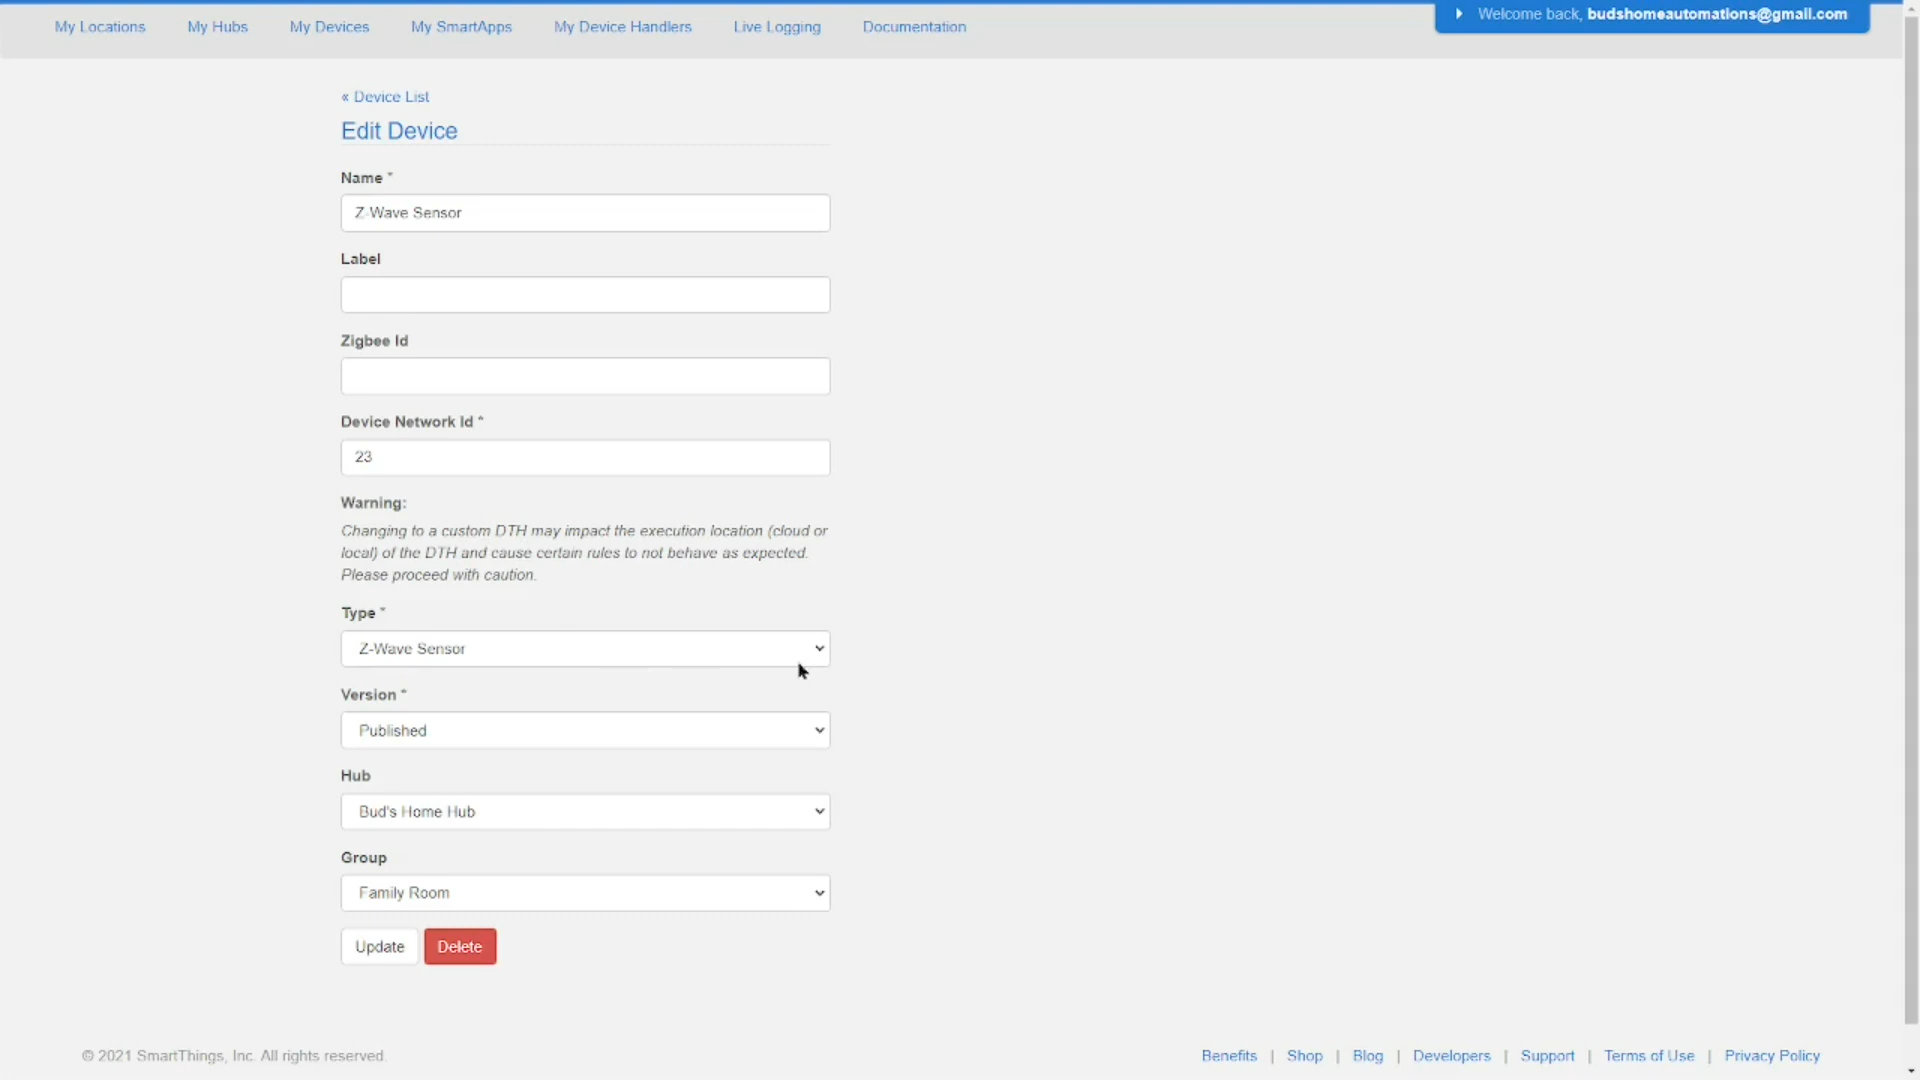 My Locations
My Hubs
My Devices
My SmartApps
My Device Handlers
Live Logging
Documentation
Welcome back, budshomeautomations@gmail.com
« Device List
Edit Device
Name *
Z-Wave Sensor
Label
Zigbee Id
Device Network Id *
23
Warning:
Changing to a custom DTH may impact the execution location (cloud or
local) of the DTH and cause certain rules to not behave as expected.
Please proceed with caution.
Type *
Z-Wave Sensor
Version *
Published
Hub
Bud's Home Hub
Group
Family Room
Update
Delete
© 2021 SmartThings, Inc. All rights reserved.
Benefits | Shop | Blog | Developers | Support | Terms of Use | Privacy Policy